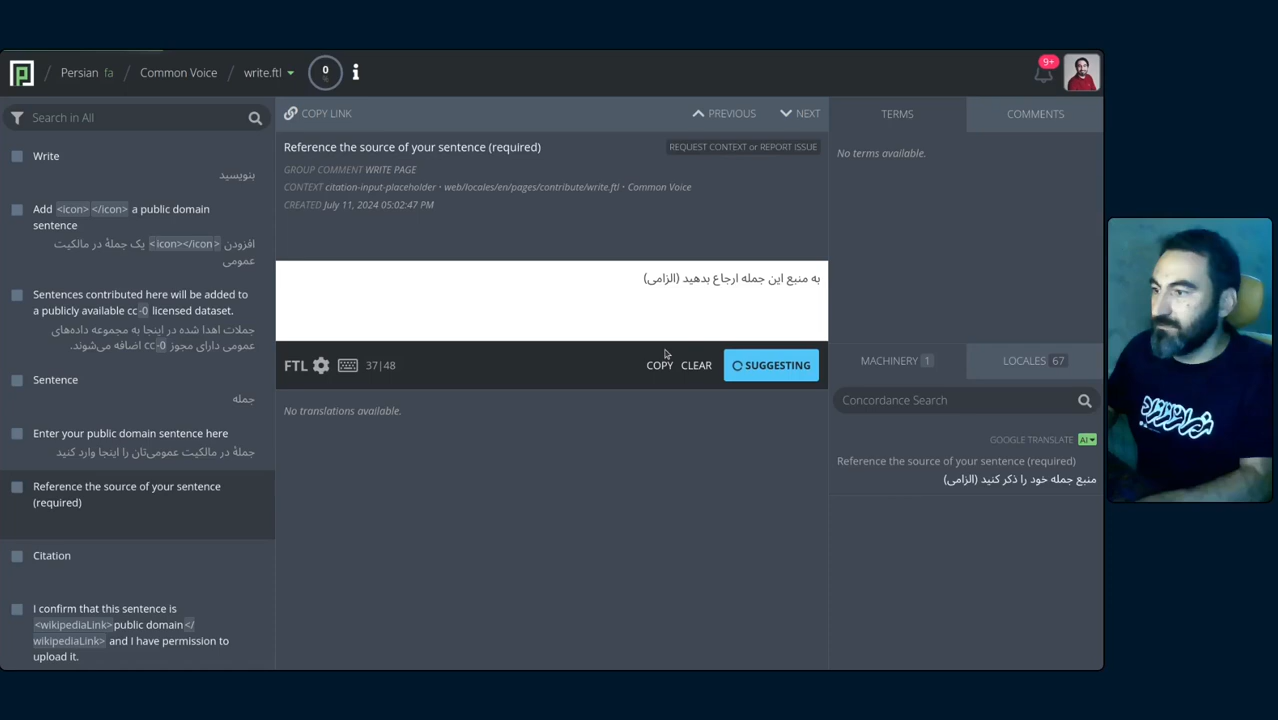 Persian fa / Common Voice / write.ftl
0
9+
Search in All
COPY LINK
PREVIOUS
NEXT
TERMS
COMMENTS
Write
بنویسید
Add <icon></icon> a public domain
sentence
افزودن <icon></icon> یک جملهٔ در مالکیت
عمومی
Sentences contributed here will be added to
a publicly available cc-0 licensed dataset.
جملات اهدا شده در اینجا به مجموعه داده‌های
عمومی دارای مجوز cc-0 اضافه می‌شوند.
Sentence
جمله
Enter your public domain sentence here
جملهٔ در مالکیت عمومی‌تان را اینجا وارد کنید
Reference the source of your sentence
(required)
Citation
I confirm that this sentence is
<wikipediaLink>public domain</
wikipediaLink> and I have permission to
upload it.
Reference the source of your sentence (required)
REQUEST CONTEXT or REPORT ISSUE
GROUP COMMENT WRITE PAGE
CONTEXT citation-input-placeholder • web/locales/en/pages/contribute/write.ftl • Common Voice
CREATED July 11, 2024 05:02:47 PM
به منبع این جمله ارجاع بدهید (الزامی)
FTL
37|48
COPY
CLEAR
SUGGESTING
No translations available.
No terms available.
MACHINERY 1
LOCALES 67
Concordance Search
GOOGLE TRANSLATE AI
Reference the source of your sentence (required)
منبع جمله خود را ذکر کنید (الزامی)